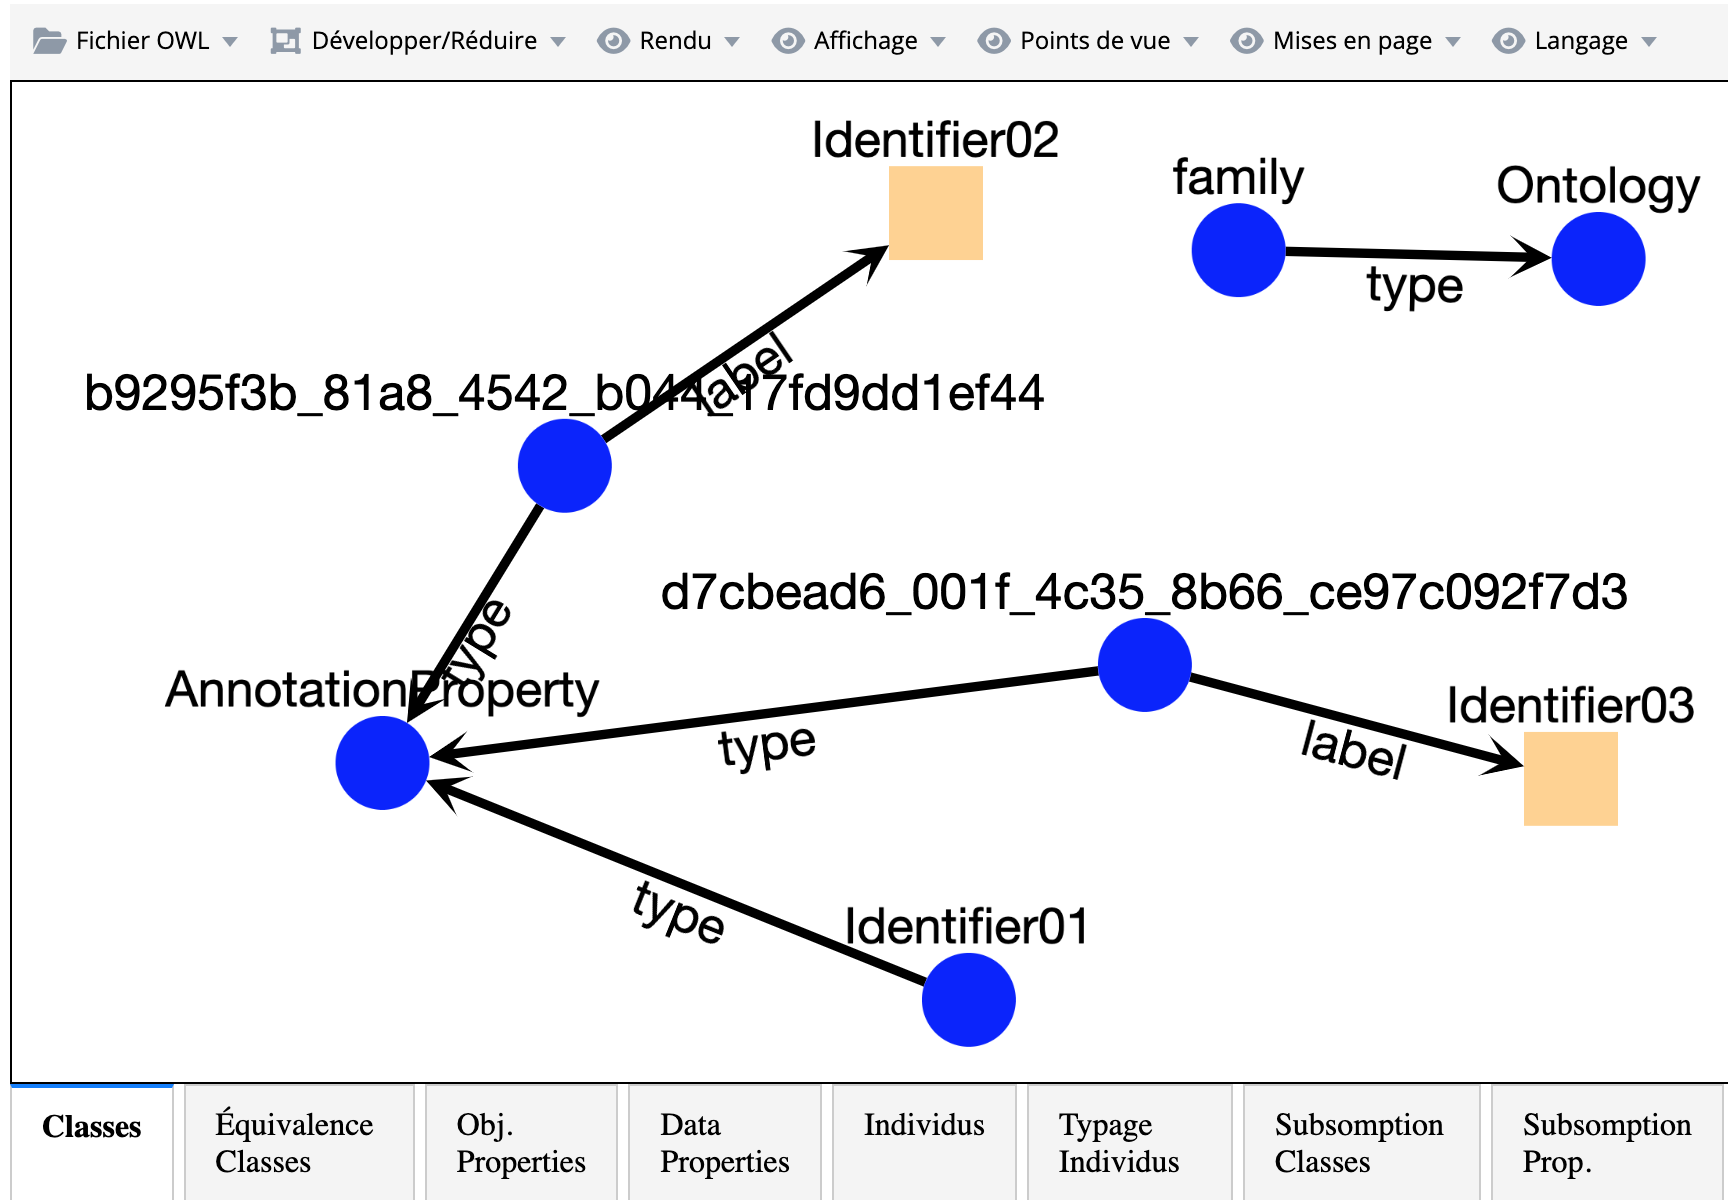 Fichier OWL
Développer/Réduire
Rendu
Affichage
Points de vue
Mises en page
Langage
Identifier02
family
Ontology
type
label
b9295f3b_81a8_4542_b044_17fd9dd1ef44
type
d7cbead6_001f_4c35_8b66_ce97c092f7d3
AnnotationProperty
Identifier03
type
label
type
Identifier01
Classes
Équivalence
Classes
Obj.
Properties
Data
Properties
Individus
Typage
Individus
Subsomption
Classes
Subsomption
Prop.